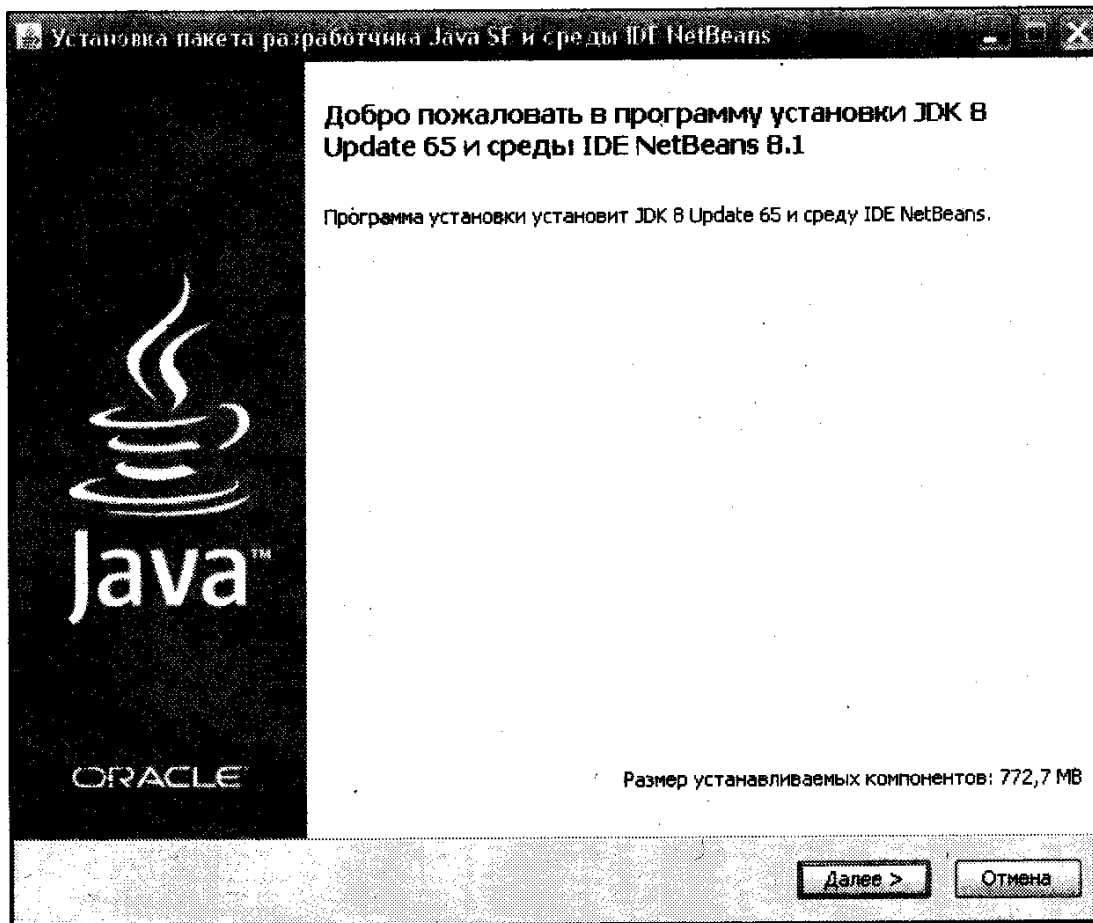 Установка пакета разработчика Java SE и среды IDE NetBeans
Добро пожаловать в программу установки JDK 8
Update 65 и среды IDE NetBeans 8.1
Программа установки установит JDK 8 Update 65 и среду IDE NetBeans.
Java™
ORACLE
Размер устанавливаемых компонентов: 772,7 MB
Далее >
Отмена